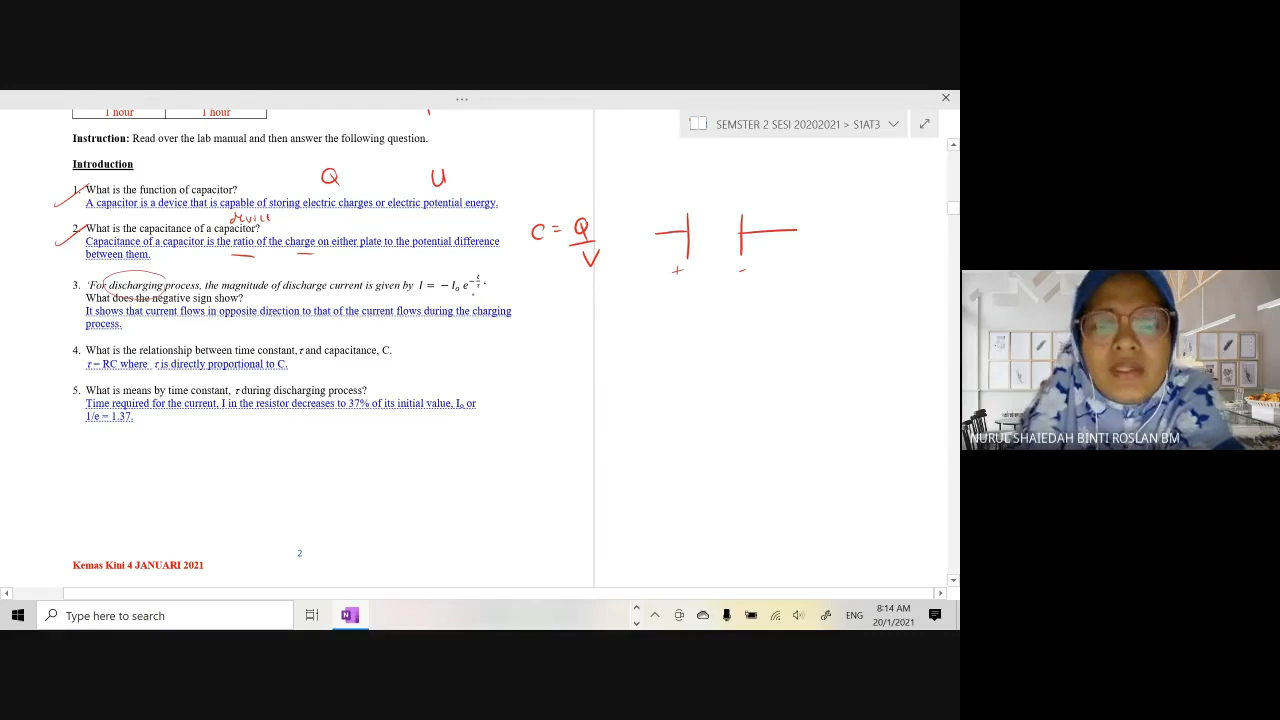 1 hour 1 hour
SEMSTER 2 SESI 20202021 > S1AT3
Instruction: Read over the lab manual and then answer the following question.
Introduction
Q U
1. What is the function of capacitor?
A capacitor is a device that is capable of storing electric charges or electric potential energy.
device
2. What is the capacitance of a capacitor?
Capacitance of a capacitor is the ratio of the charge on either plate to the potential difference
between them.
C = Q
V
+ -
3. 'For discharging process, the magnitude of discharge current is given by I = − I₀ e^(−t/τ) .
What does the negative sign show?
It shows that current flows in opposite direction to that of the current flows during the charging
process.
4. What is the relationship between time constant, τ and capacitance, C.
τ = RC where τ is directly proportional to C.
5. What is means by time constant, τ during discharging process?
Time required for the current, I in the resistor decreases to 37% of its initial value, I₀ or
1/e = 1.37.
2
Kemas Kini 4 JANUARI 2021
NURUL SHAIEDAH BINTI ROSLAN BM
Type here to search
ENG
8:14 AM
20/1/2021